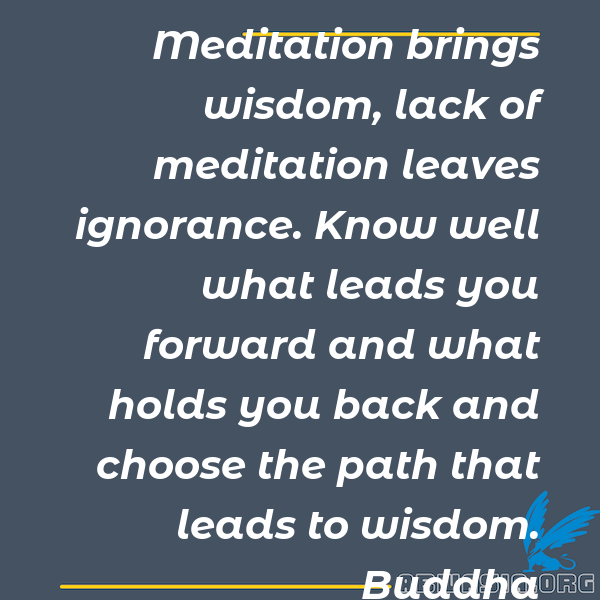 Meditation brings
wisdom, lack of
meditation leaves
ignorance. Know well
what leads you
forward and what
holds you back and
choose the path that
leads to wisdom.
Buddha